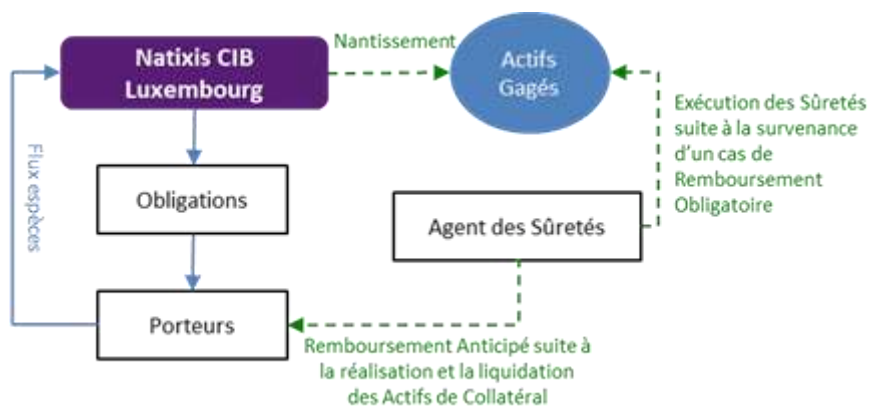 Natixis CIB
Luxembourg
Nantissement
Actifs
Gagés
Exécution des Sûretés
suite à la survenance
d'un cas de
Remboursement
Obligatoire
Flux espèces
Obligations
Agent des Sûretés
Porteurs
Remboursement Anticipé suite à
la réalisation et la liquidation
des Actifs de Collatéral